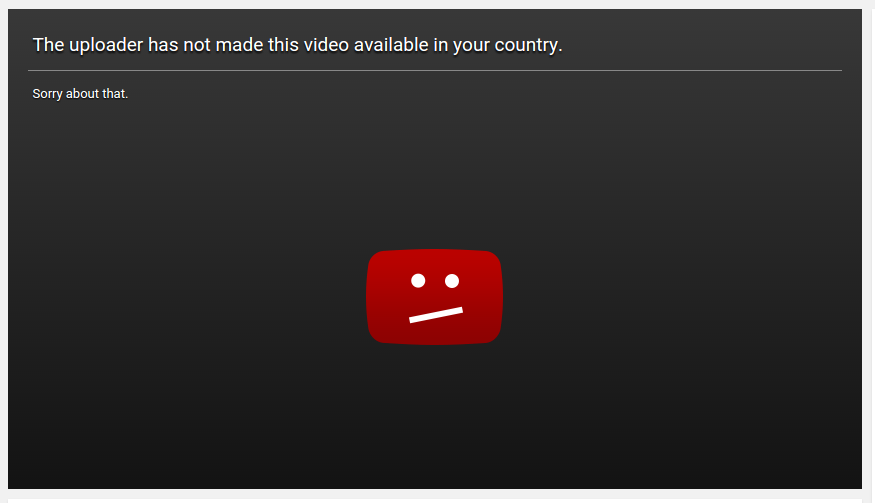 The uploader has not made this video available in your country.
Sorry about that.